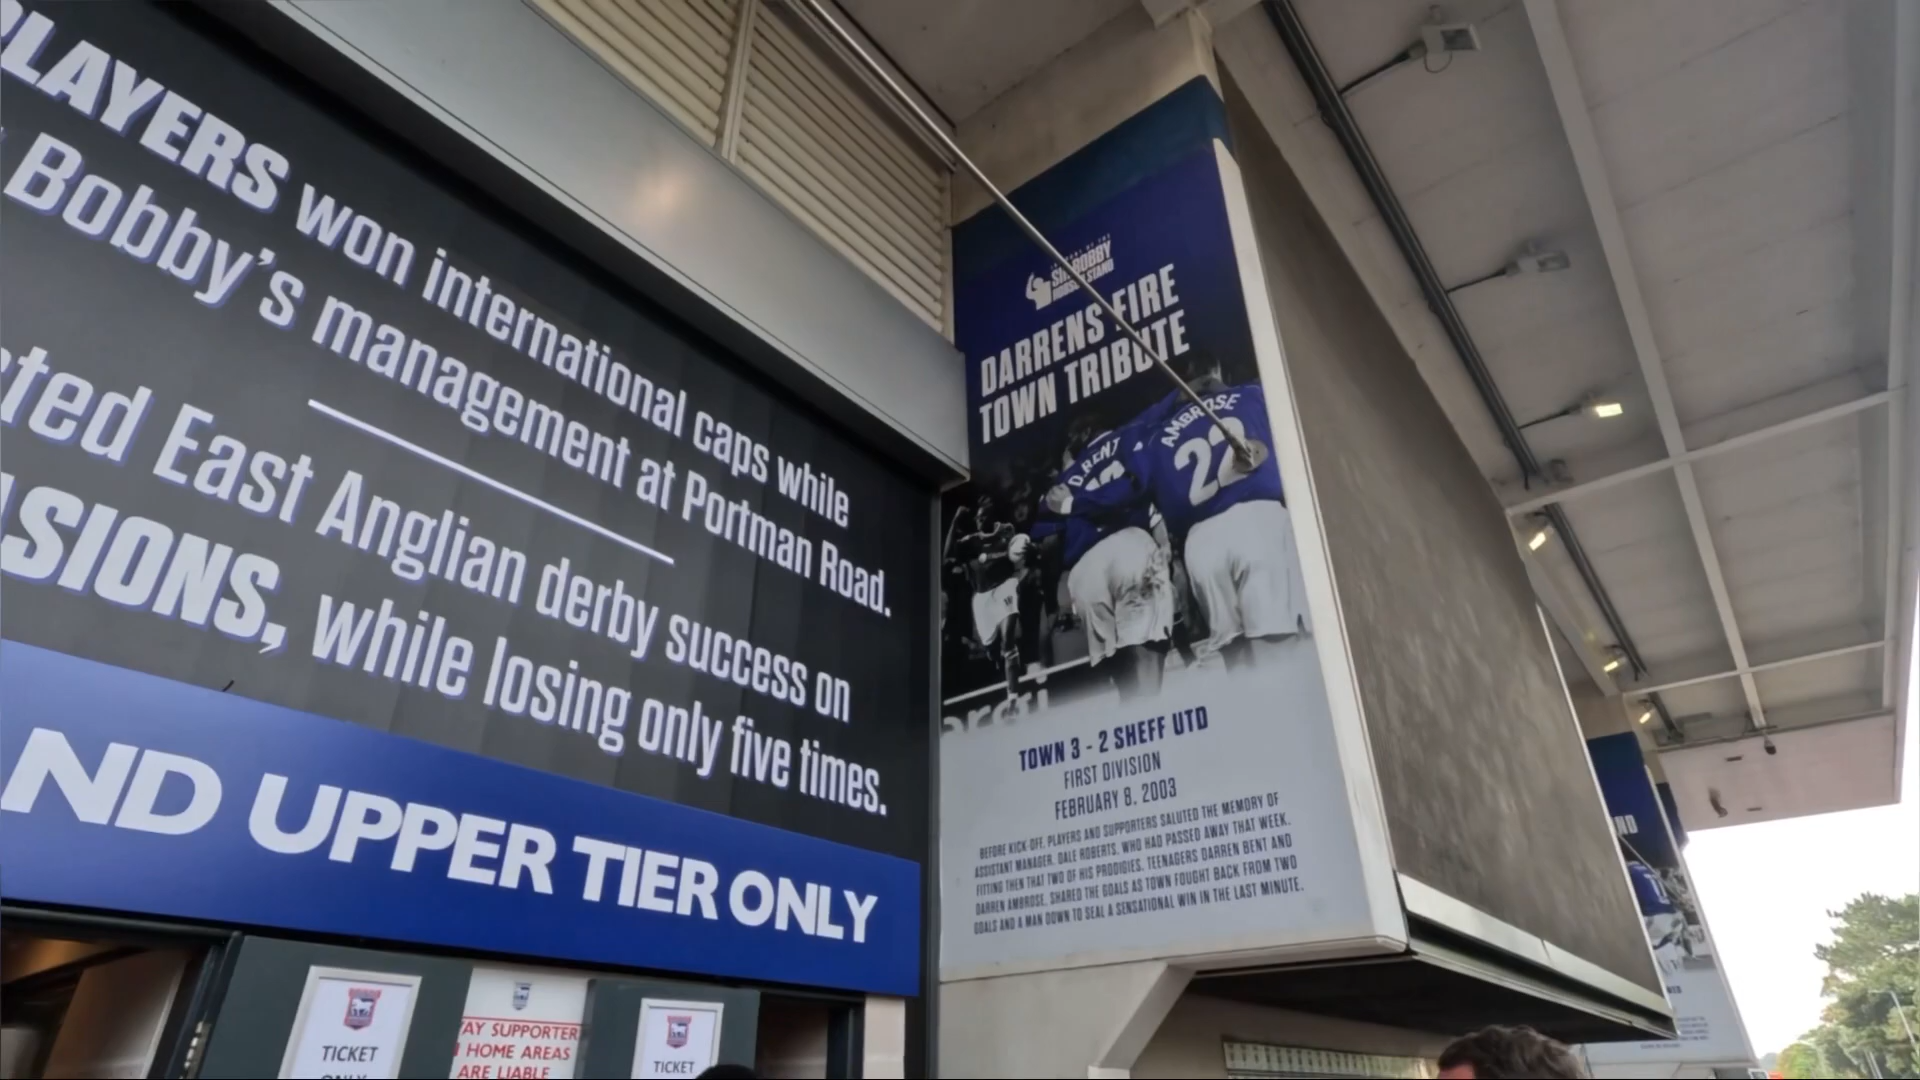 PLAYERS won international caps while
Bobby's management at Portman Road.
East Anglian derby success on
SIONS, while losing only five times.
ND UPPER TIER ONLY
TICKET
AY SUPPORTER
HOME AREAS
ARE LIABLE
TICKET
SIR BOBBY
STAND
DARRENS FIRE
TOWN TRIBUTE
AMBROSE
22
TOWN 3 - 2 SHEFF UTD
FIRST DIVISION
FEBRUARY 8, 2003
BEFORE KICK-OFF, PLAYERS AND SUPPORTERS SALUTED THE MEMORY OF
ASSISTANT MANAGER, DALE ROBERTS, WHO HAD PASSED AWAY THAT WEEK.
FITTING THEN THAT TWO OF HIS PRODIGIES, TEENAGERS DARREN BENT AND
DARREN AMBROSE, SHARED THE GOALS AS TOWN FOUGHT BACK FROM TWO
GOALS AND A MAN DOWN TO SEAL A SENSATIONAL WIN IN THE LAST MINUTE.